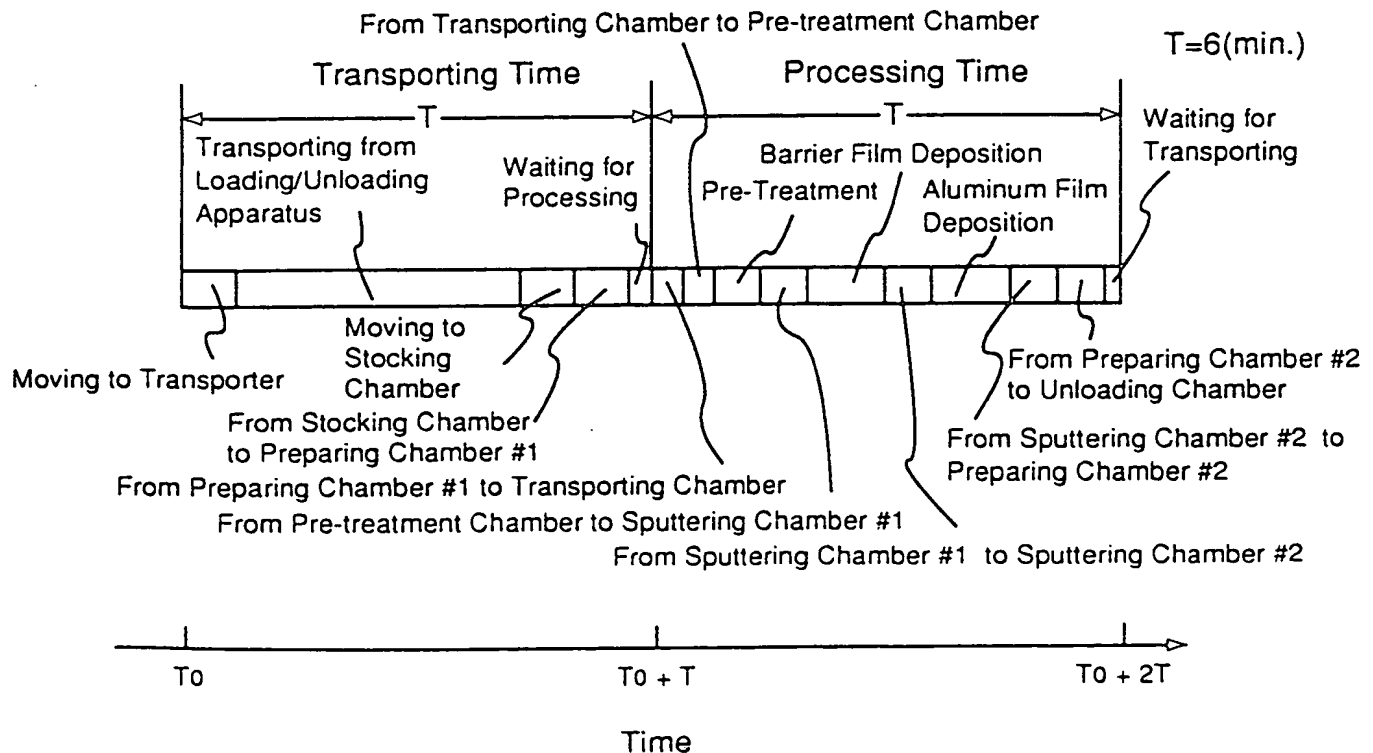 From Transporting Chamber to Pre-treatment Chamber
T=6(min.)
Transporting Time
Processing Time
T
T
Transporting from
Loading/Unloading
Apparatus
Waiting for
Processing
Barrier Film Deposition
Pre-Treatment
Aluminum Film
Deposition
Waiting for
Transporting
Moving to Transporter
Moving to
Stocking
Chamber
From Stocking Chamber
to Preparing Chamber #1
From Preparing Chamber #1 to Transporting Chamber
From Pre-treatment Chamber to Sputtering Chamber #1
From Sputtering Chamber #1 to Sputtering Chamber #2
From Preparing Chamber #2
to Unloading Chamber
From Sputtering Chamber #2 to
Preparing Chamber #2
To
To + T
To + 2T
Time